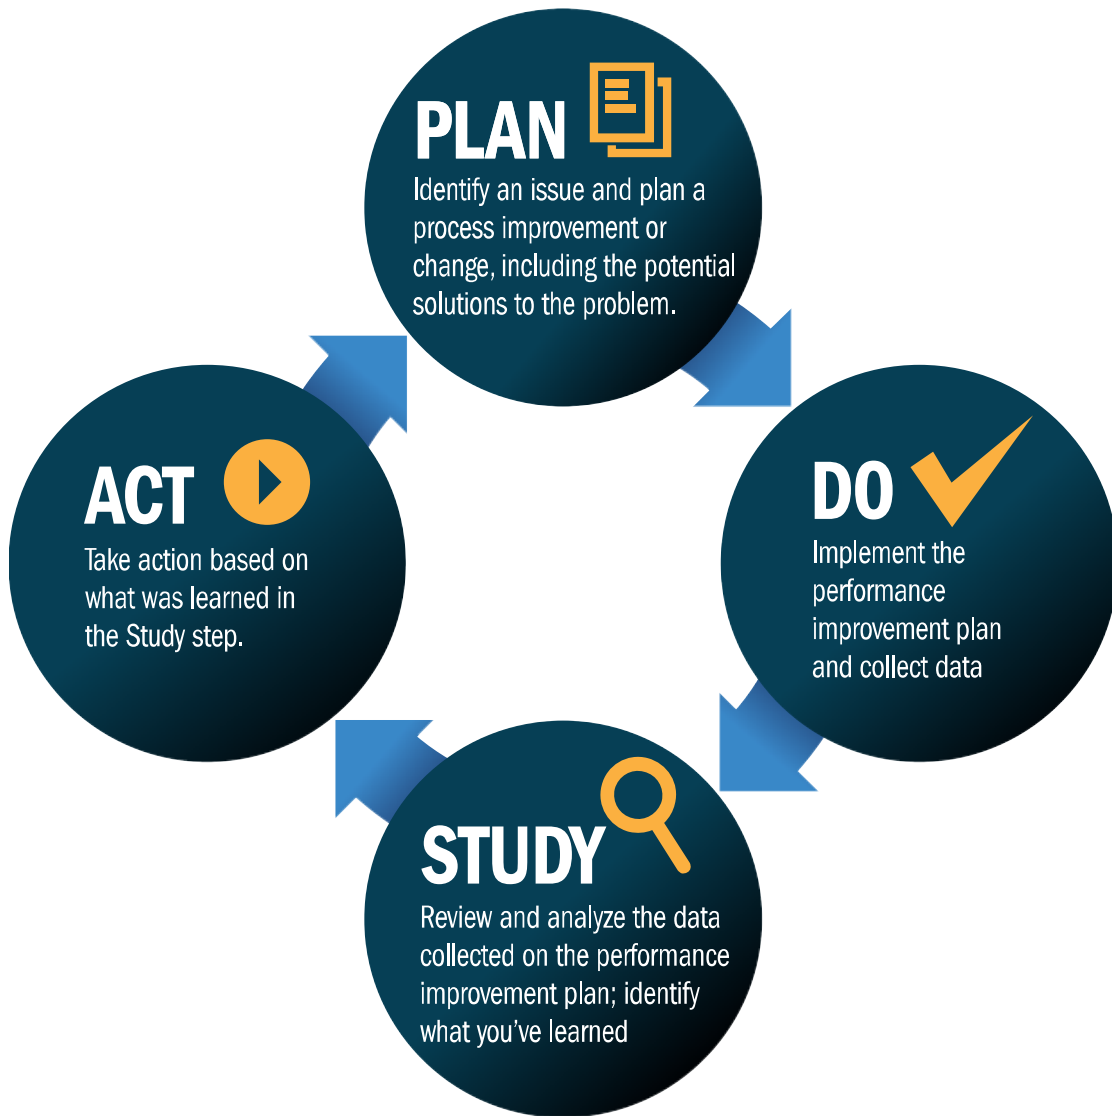 PLAN
Identify an issue and plan a
process improvement or
change, including the potential
solutions to the problem.
DO
Implement the
performance
improvement plan
and collect data
STUDY
Review and analyze the data
collected on the performance
improvement plan; identify
what you've learned
ACT
Take action based on
what was learned in
the Study step.